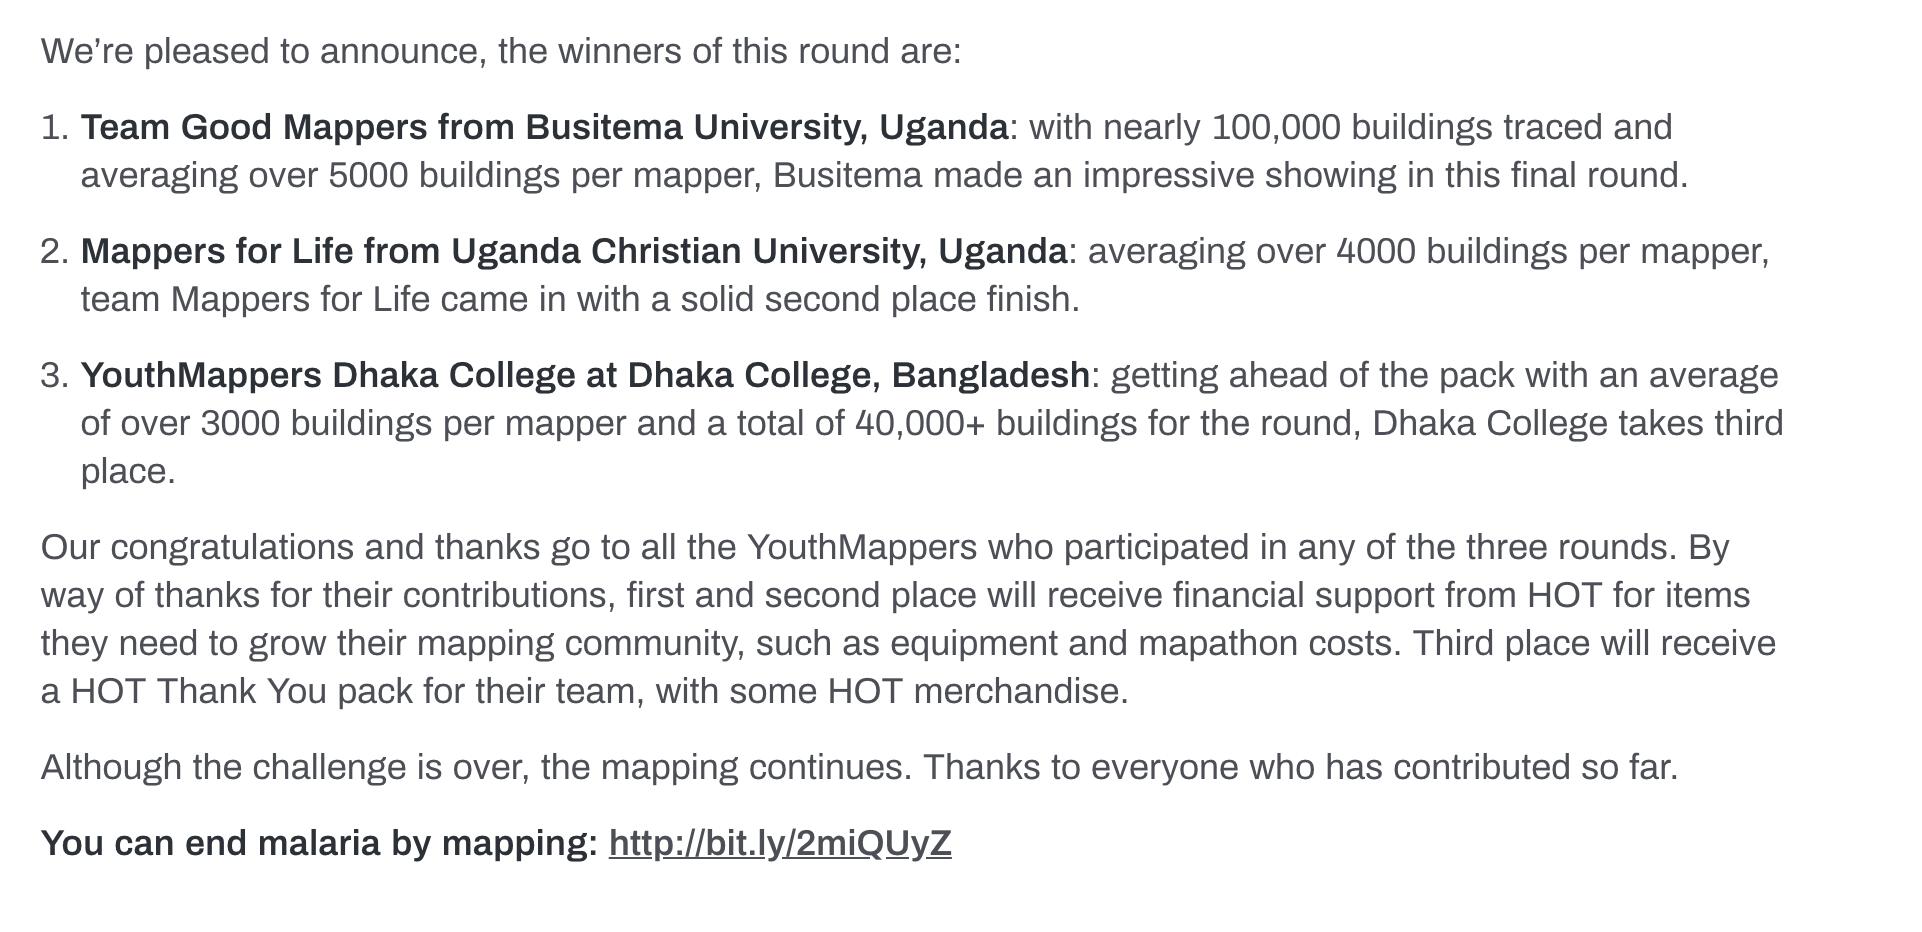 We’re pleased to announce, the winners of this round are:
1. Team Good Mappers from Busitema University, Uganda: with nearly 100,000 buildings traced and
averaging over 5000 buildings per mapper, Busitema made an impressive showing in this final round.
2. Mappers for Life from Uganda Christian University, Uganda: averaging over 4000 buildings per mapper,
team Mappers for Life came in with a solid second place finish.
3. YouthMappers Dhaka College at Dhaka College, Bangladesh: getting ahead of the pack with an average
of over 3000 buildings per mapper and a total of 40,000+ buildings for the round, Dhaka College takes third
place.
Our congratulations and thanks go to all the YouthMappers who participated in any of the three rounds. By
way of thanks for their contributions, first and second place will receive financial support from HOT for items
they need to grow their mapping community, such as equipment and mapathon costs. Third place will receive
a HOT Thank You pack for their team, with some HOT merchandise.
Although the challenge is over, the mapping continues. Thanks to everyone who has contributed so far.
You can end malaria by mapping: http://bit.ly/2miQUyZ